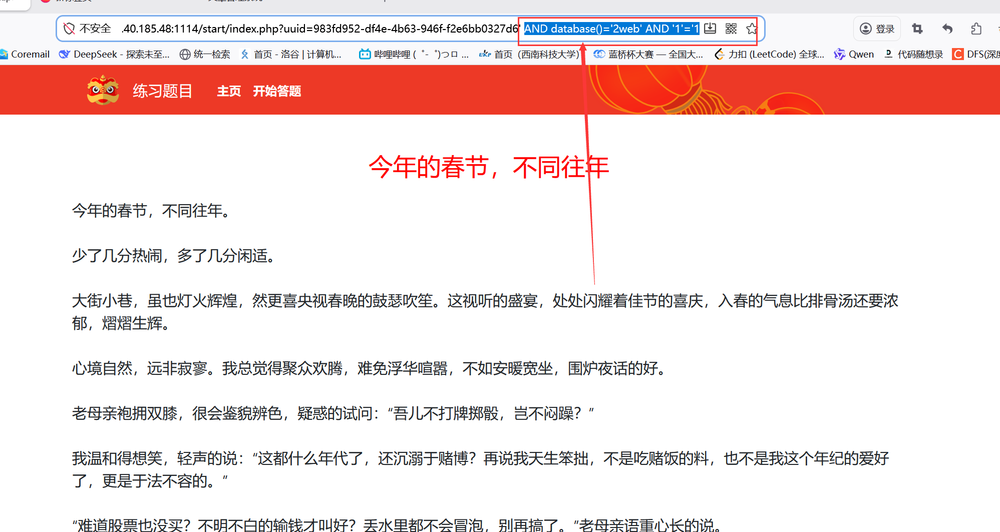 不安全 .40.185.48:1114/start/index.php?uuid=983fd952-df4e-4b63-946f-f2e6bb0327d6' AND database()='2web' AND '1'='1 登录
Coremail DeepSeek - 探索未至... 统一检索 首页 - 洛谷 | 计算机... 哔哩哔哩 ( ゜- ゜)つロ ... 首页（西南科技大学） 蓝桥杯大赛 — 全国大... 力扣 (LeetCode) 全球... Qwen 代码随想录 DFS(深度
练习题目 主页 开始答题
今年的春节，不同往年
今年的春节，不同往年。
少了几分热闹，多了几分闲适。
大街小巷，虽也灯火辉煌，然更喜央视春晚的鼓瑟吹笙。这视听的盛宴，处处闪耀着佳节的喜庆，入春的气息比排骨汤还要浓
郁，熠熠生辉。
心境自然，远非寂寥。我总觉得聚众欢腾，难免浮华喧嚣，不如安暖宽坐，围炉夜话的好。
老母亲袍拥双膝，很会鉴貌辨色，疑惑的试问：“吾儿不打牌掷骰，岂不闷躁？”
我温和得想笑，轻声的说：“这都什么年代了，还沉溺于赌博？再说我天生笨拙，不是吃赌饭的料，也不是我这个年纪的爱好
了，更是于法不容的。”
“难道股票也没买？不明不白的输钱才叫好？丢水里都不会冒泡，别再搞了。”老母亲语重心长的说。